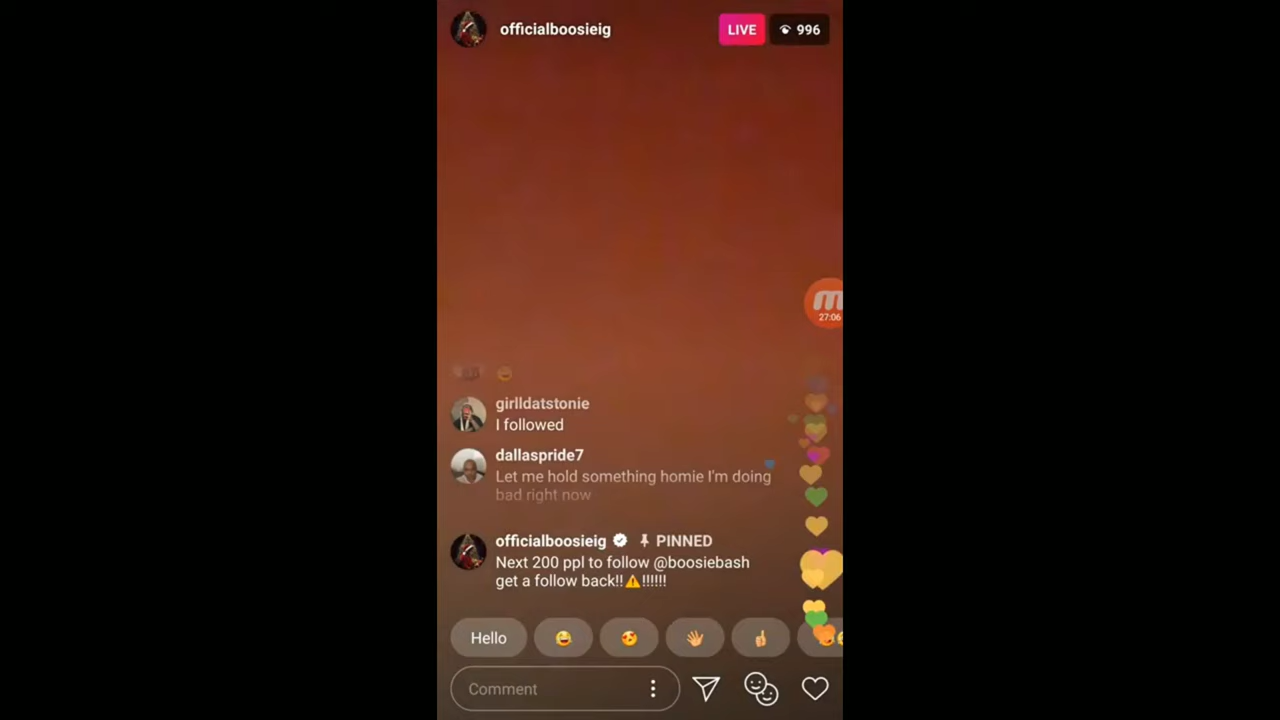 officialboosieig
LIVE
996
27:06
girlldatstonie
I followed
dallaspride7
Let me hold something homie I'm doing
bad right now
officialboosieig PINNED
Next 200 ppl to follow @boosiebash
get a follow back!!⚠️!!!!!!
Hello
Comment